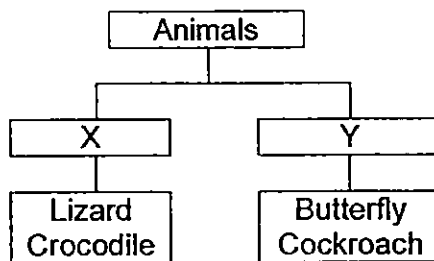 Animals
X
Y
Lizard
Crocodile
Butterfly
Cockroach